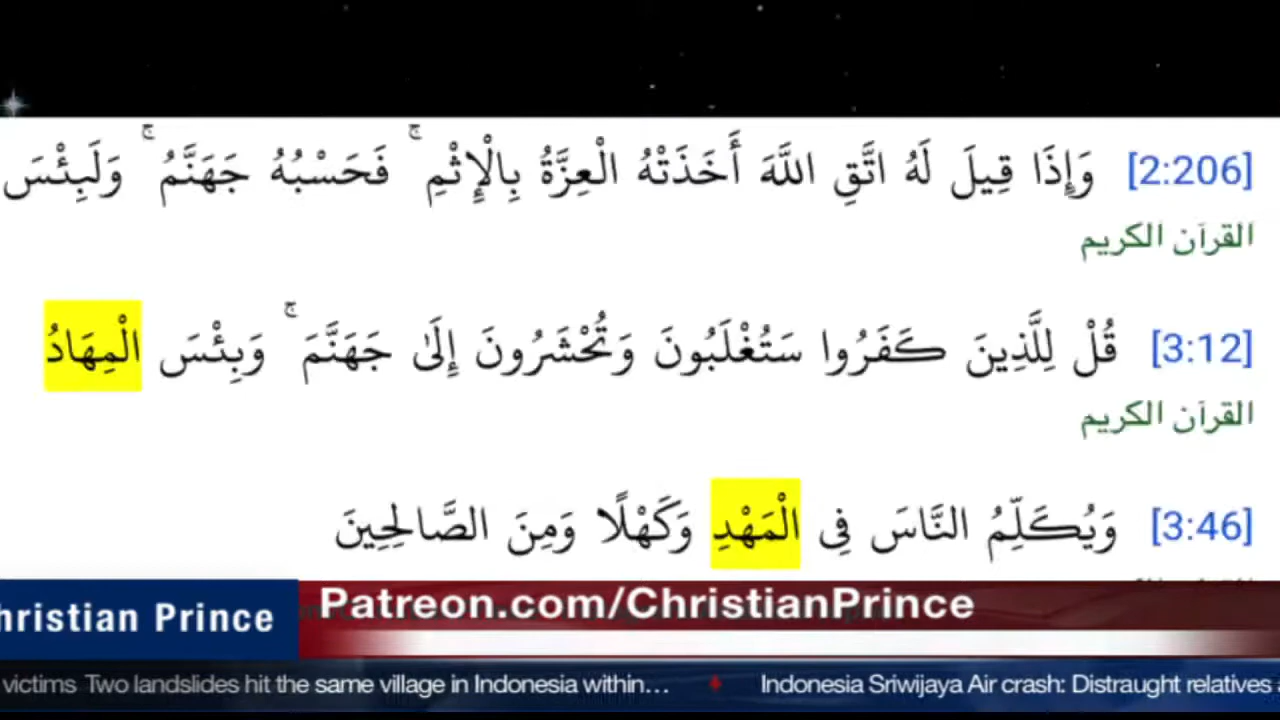 [2:206] وَإِذَا قِيلَ لَهُ اتَّقِ اللَّهَ أَخَذَتْهُ الْعِزَّةُ بِالْإِثْمِ ۚ فَحَسْبُهُ جَهَنَّمُ ۚ وَلَبِئْسَ
القرآن الكريم
[3:12] قُلْ لِلَّذِينَ كَفَرُوا سَتُغْلَبُونَ وَتُحْشَرُونَ إِلَىٰ جَهَنَّمَ ۚ وَبِئْسَ الْمِهَادُ
القرآن الكريم
[3:46] وَيُكَلِّمُ النَّاسَ فِي الْمَهْدِ وَكَهْلًا وَمِنَ الصَّالِحِينَ
hristian Prince
Patreon.com/ChristianPrince
victims Two landslides hit the same village in Indonesia within... Indonesia Sriwijaya Air crash: Distraught relatives